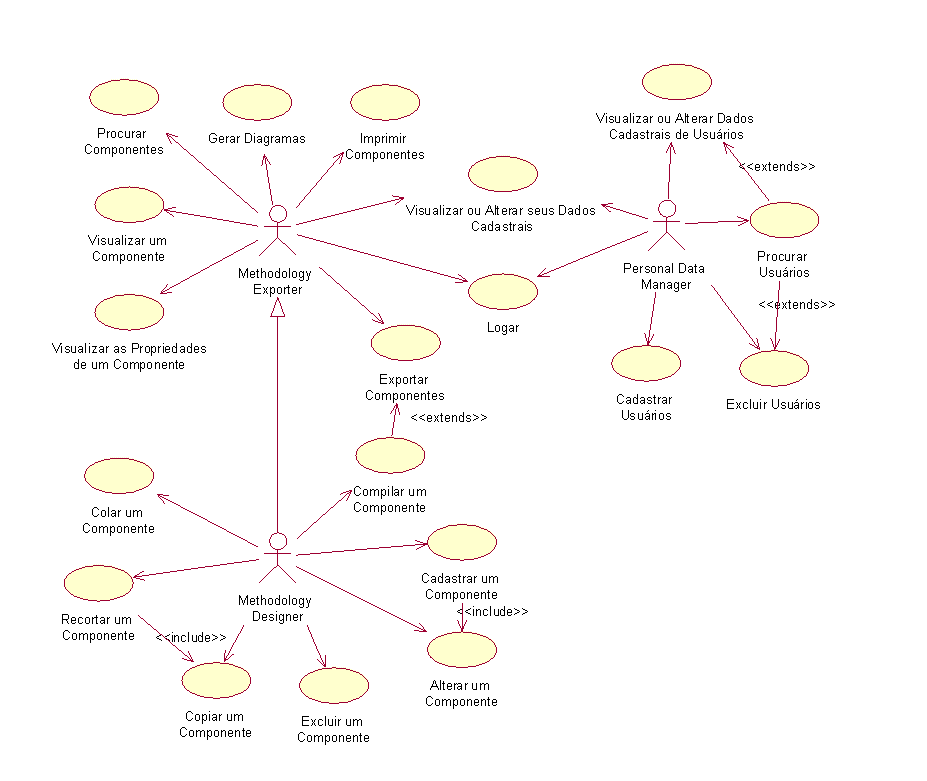 Procurar
Componentes
Gerar Diagramas
Imprimir
Componentes
Visualizar ou Alterar Dados
Cadastrais de Usuários
<<extends>>
Visualizar ou Alterar seus Dados
Cadastrais
Visualizar um
Componente
Methodology
Exporter
Personal Data
Manager
Procurar
Usuários
<<extends>>
Logar
Visualizar as Propriedades
de um Componente
Exportar
Componentes
Cadastrar
Usuários
Excluir Usuários
<<extends>>
Compilar um
Componente
Colar um
Componente
Cadastrar um
Componente
<<include>>
Methodology
Designer
Recortar um
Componente
<<include>>
Alterar um
Componente
Copiar um
Componente
Excluir um
Componente